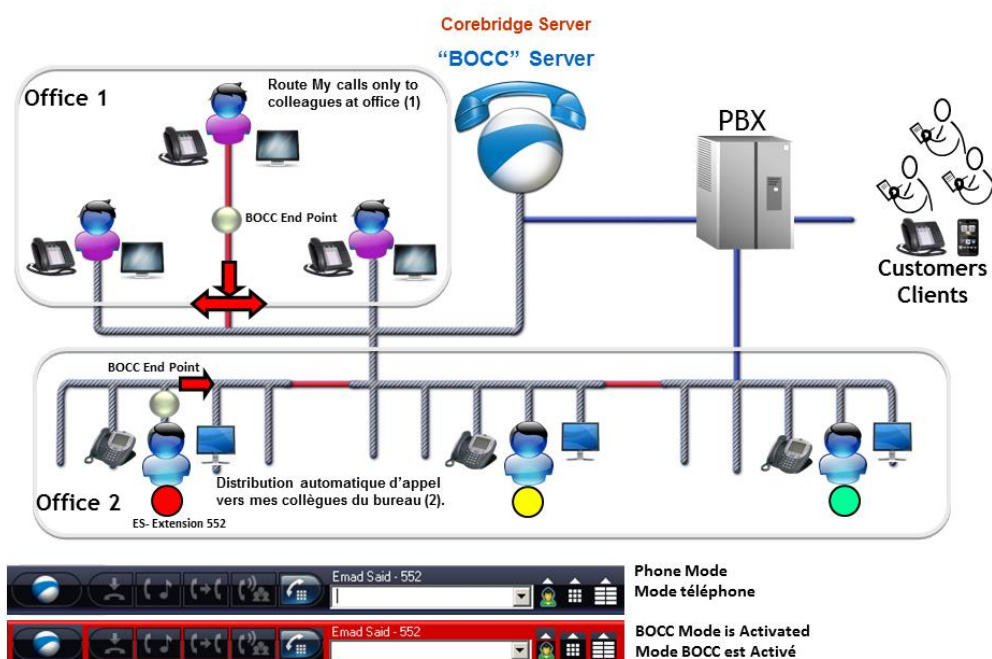 Corebridge Server
“BOCC” Server
Office 1
Route My calls only to
colleagues at office (1)
PBX
BOCC End Point
Customers
Clients
BOCC End Point
Office 2
Distribution automatique d’appel
vers mes collègues du bureau (2).
ES- Extension 552
Emad Said - 552
Phone Mode
Mode téléphone
Emad Said - 552
BOCC Mode is Activated
Mode BOCC est Activé